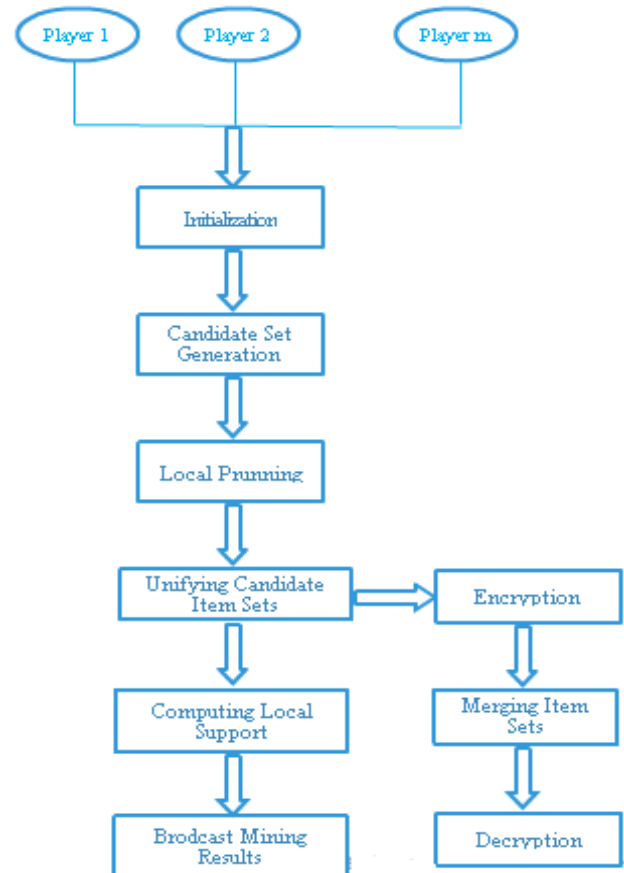 Player 1
Player 2
Player m
Initialization
Candidate Set
Generation
Local Prunning
Unifying Candidate
Item Sets
Encryption
Computing Local
Support
Merging Item
Sets
Brodcast Mining
Results
Decryption